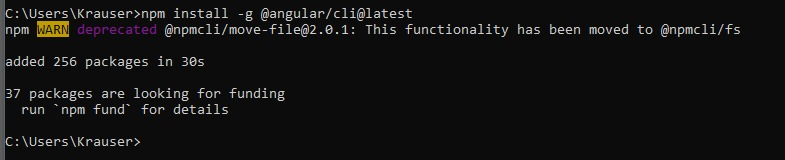 C:\Users\Krauser>npm install -g @angular/cli@latest
npm WARN deprecated @npmcli/move-file@2.0.1: This functionality has been moved to @npmcli/fs
added 256 packages in 30s
37 packages are looking for funding
  run `npm fund` for details
C:\Users\Krauser>